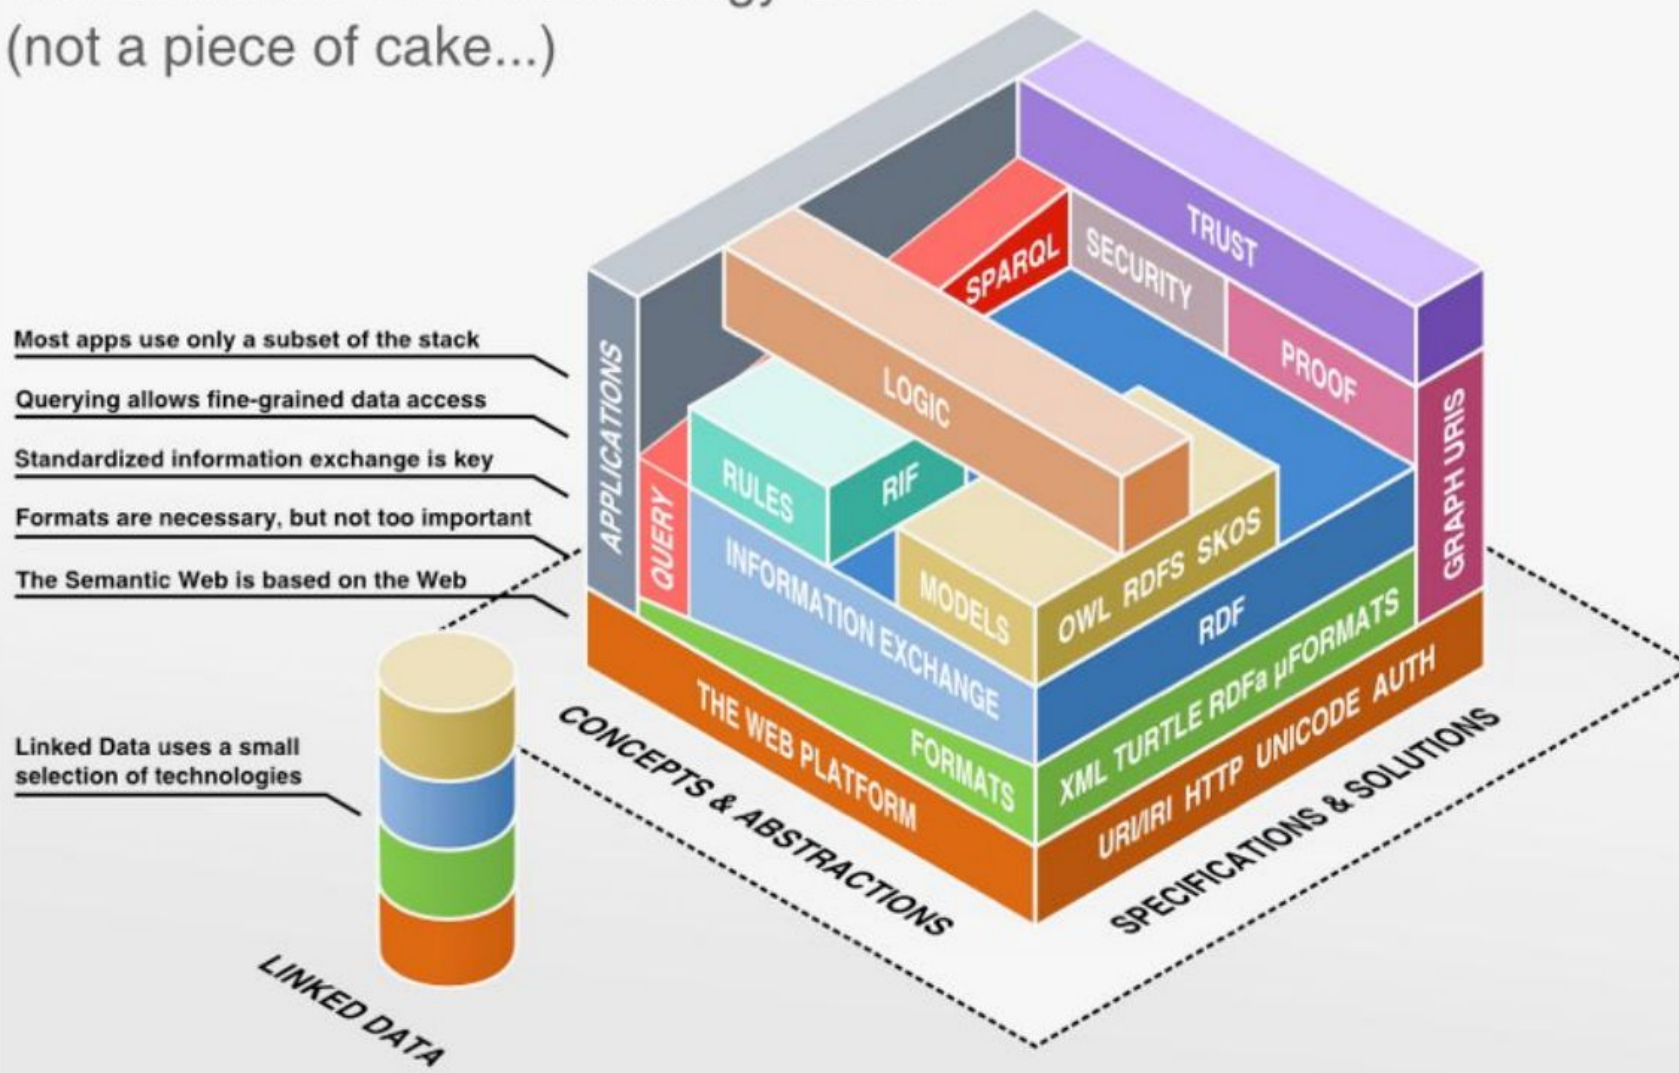 (not a piece of cake...)
Most apps use only a subset of the stack
Querying allows fine-grained data access
Standardized information exchange is key
Formats are necessary, but not too important
The Semantic Web is based on the Web
Linked Data uses a small
selection of technologies
LINKED DATA
APPLICATIONS
QUERY
RULES
RIF
LOGIC
SPARQL
SECURITY
TRUST
PROOF
GRAPH URIS
INFORMATION EXCHANGE
MODELS
OWL RDFS SKOS
RDF
FORMATS
XML TURTLE RDFa µFORMATS
THE WEB PLATFORM
URI/IRI HTTP UNICODE AUTH
CONCEPTS & ABSTRACTIONS
SPECIFICATIONS & SOLUTIONS